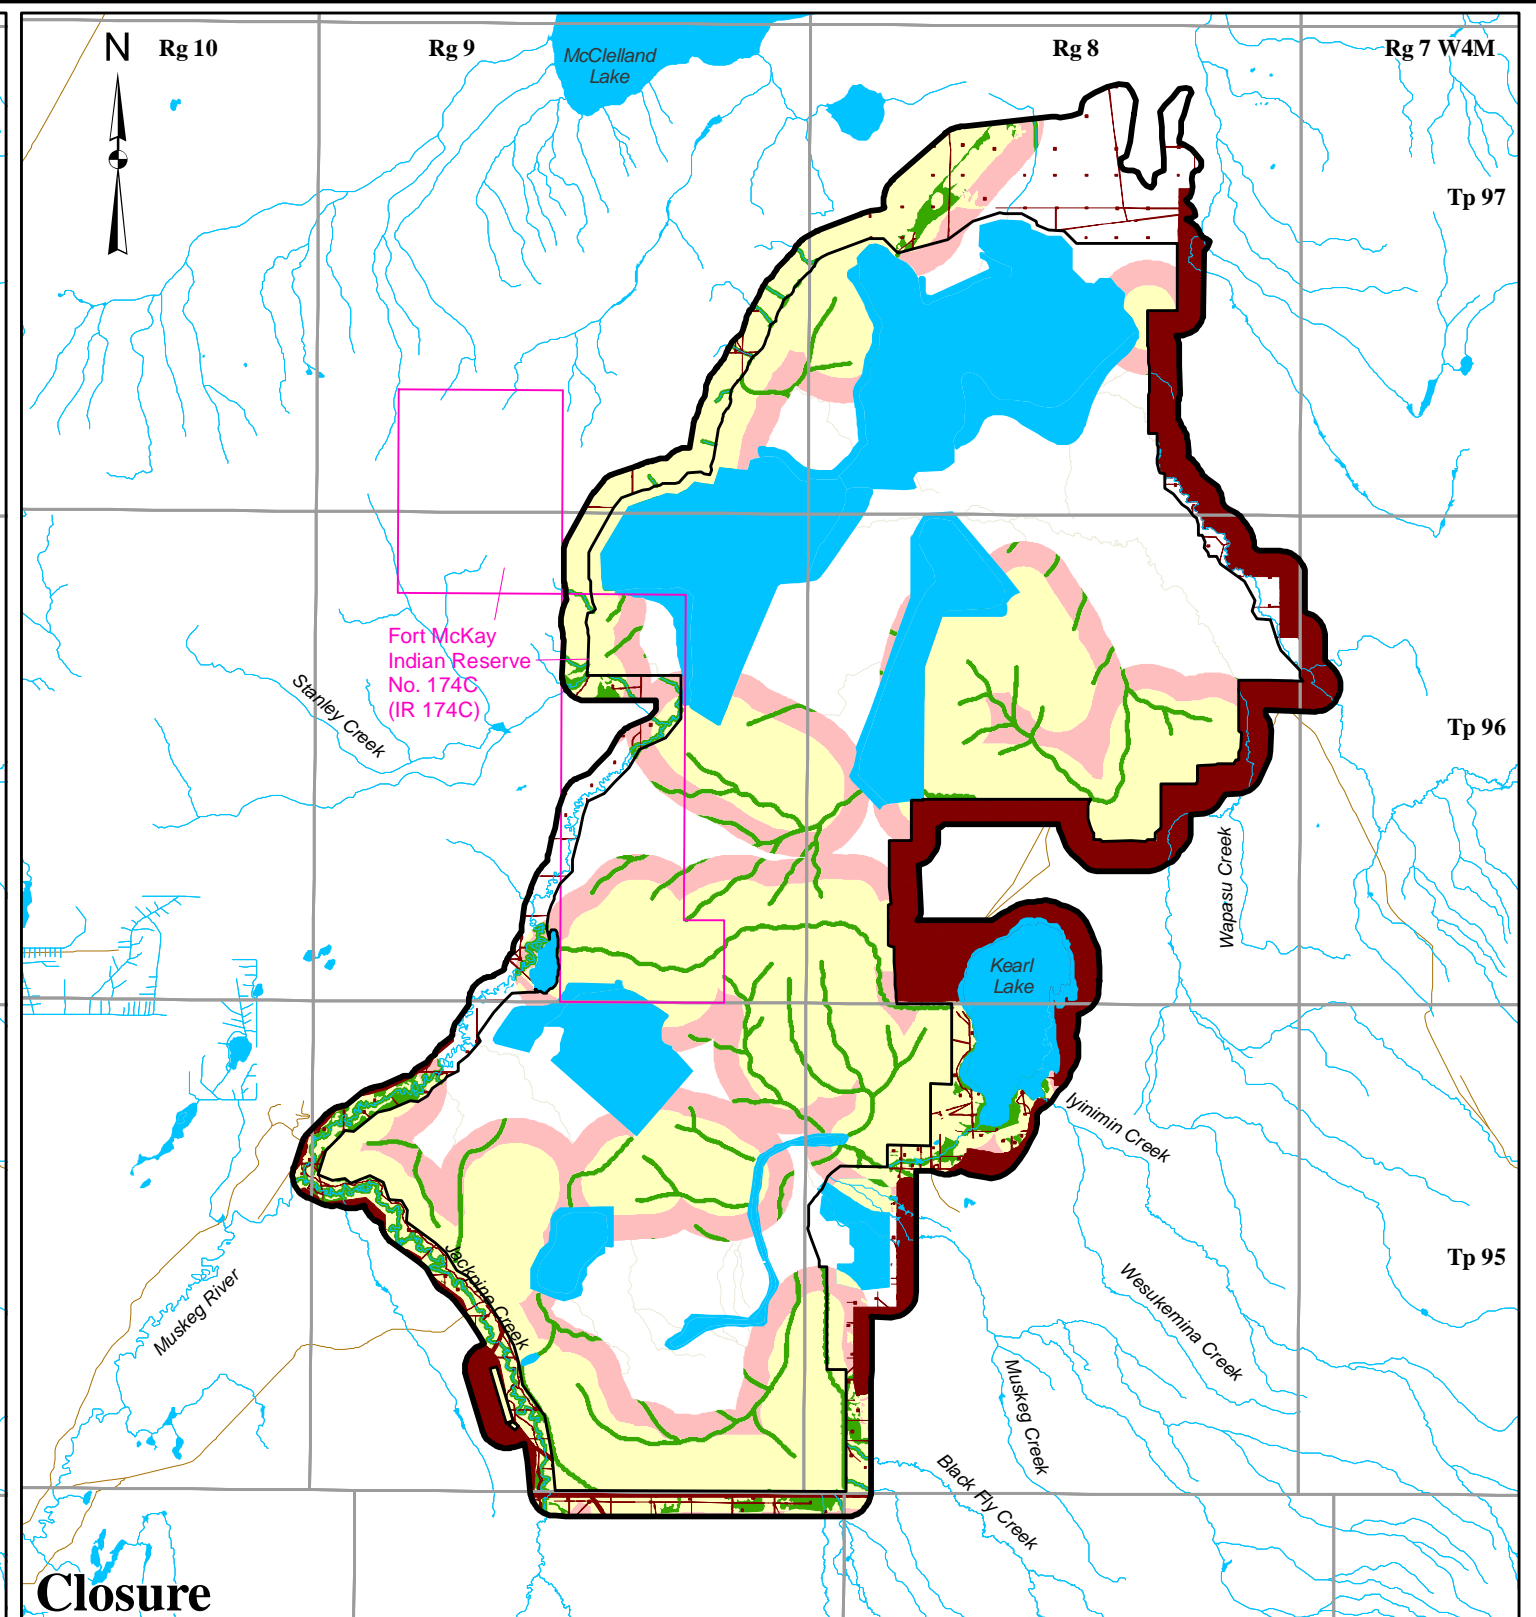 N
Rg 10
Rg 9
Rg 8
Rg 7 W4M
McClelland
Lake
Tp 97
Fort McKay
Indian Reserve
No. 174C
(IR 174C)
Stanley Creek
Tp 96
Wapasu Creek
Kearl
Lake
Iyinimin Creek
Muskeg River
Jackpine Creek
Wesukemina Creek
Tp 95
Muskeg Creek
Black Fly Creek
Closure